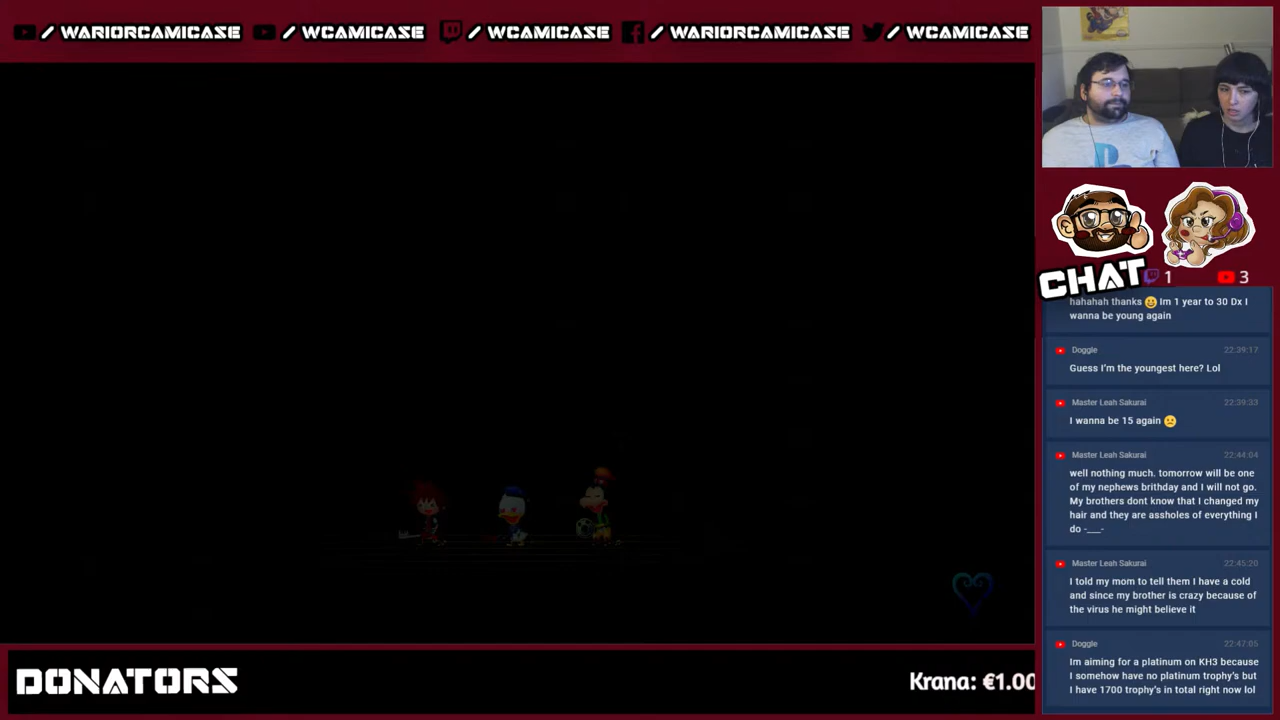 / WARIORCAMICASE / WCAMICASE / WCAMICASE / WARIORCAMICASE / WCAMICASE
CHAT 1 3
hahahah thanks 😀 Im 1 year to 30 Dx I
wanna be young again
Doggle 22:39:17
Guess I'm the youngest here? Lol
Master Leah Sakurai 22:39:33
I wanna be 15 again 🙁
Master Leah Sakurai 22:44:04
well nothing much. tomorrow will be one
of my nephews brithday and I will not go.
My brothers dont know that I changed my
hair and they are assholes of everything I
do -___-
Master Leah Sakurai 22:45:20
I told my mom to tell them I have a cold
and since my brother is crazy because of
the virus he might believe it
Doggle 22:47:05
Im aiming for a platinum on KH3 because
I somehow have no platinum trophy's but
I have 1700 trophy's in total right now lol
DONATORS Krana: €1.00